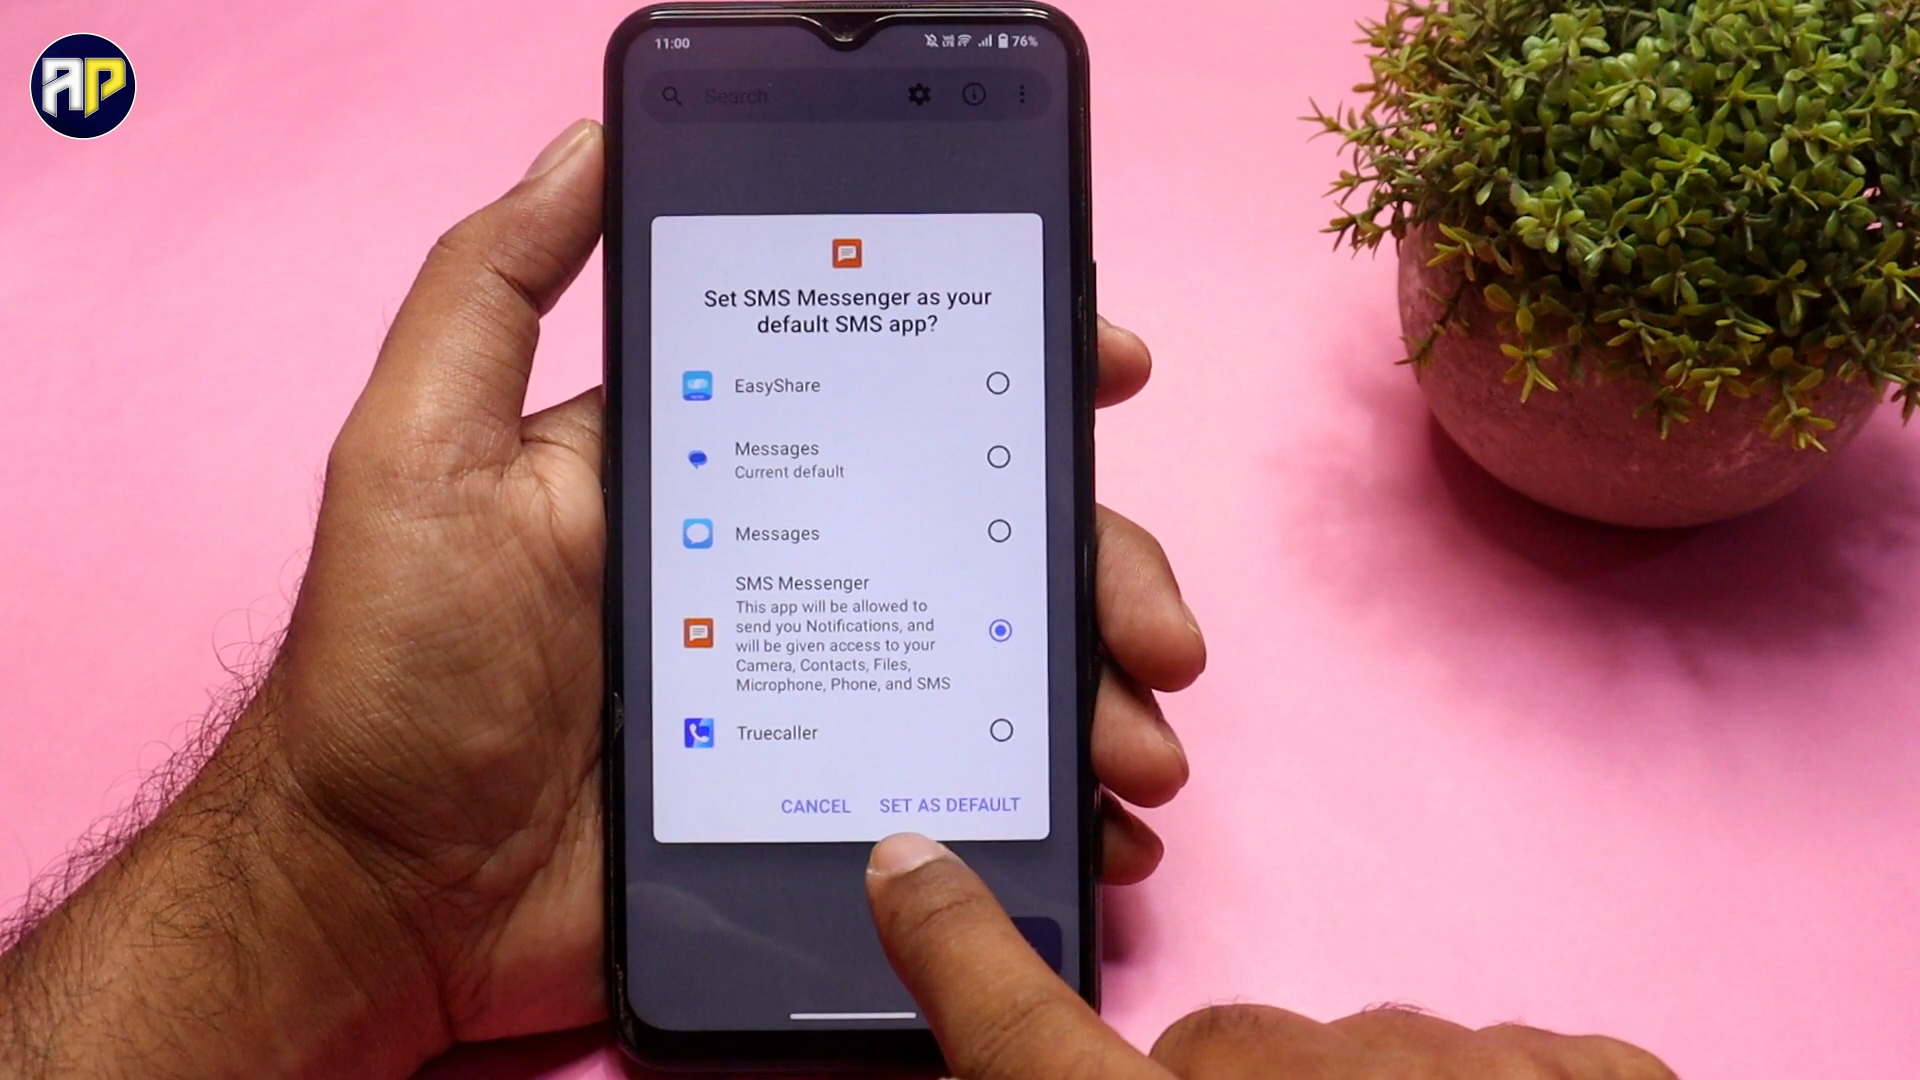 AP
11:00
76%
Search
Set SMS Messenger as your
default SMS app?
EasyShare
Messages
Current default
Messages
SMS Messenger
This app will be allowed to
send you Notifications, and
will be given access to your
Camera, Contacts, Files,
Microphone, Phone, and SMS
Truecaller
CANCEL SET AS DEFAULT